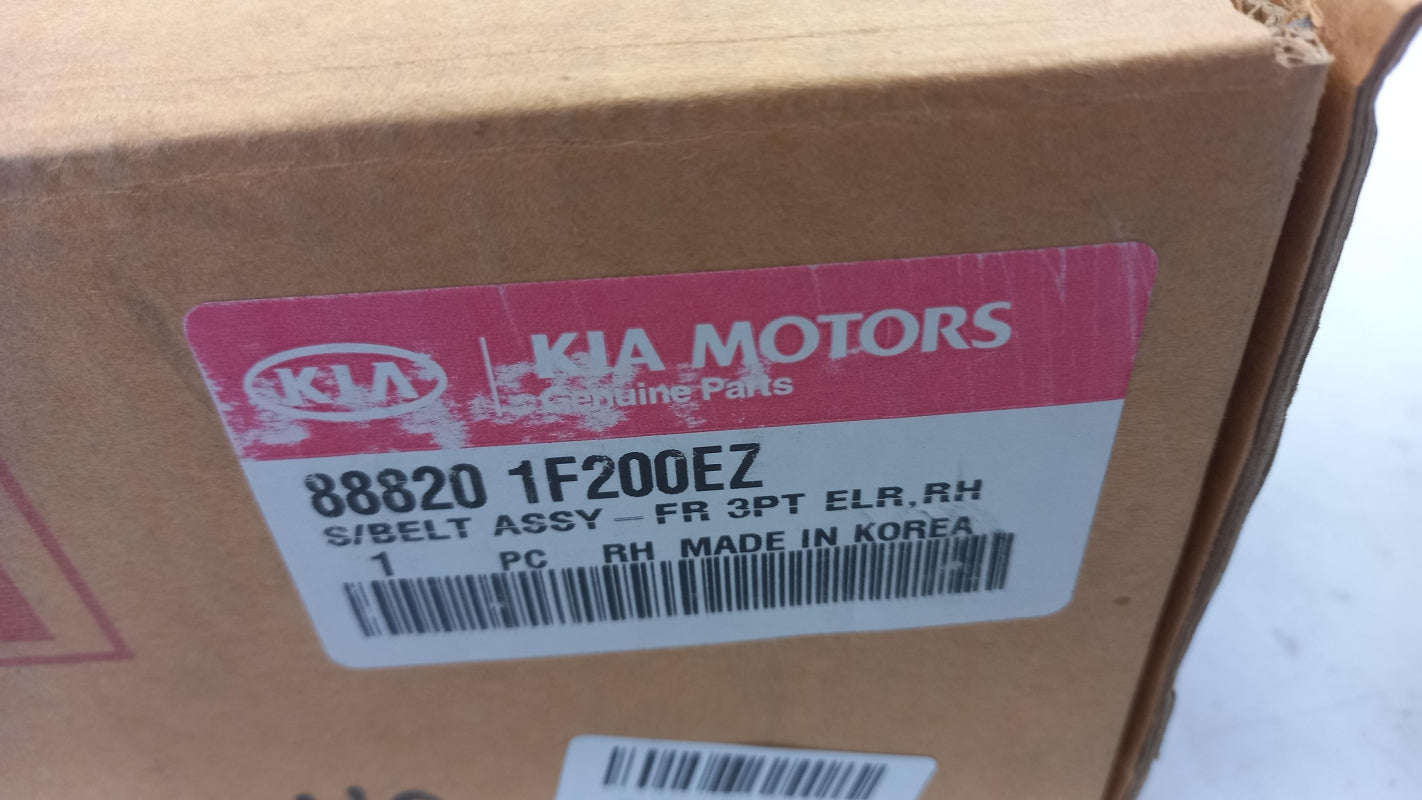 KIA
KIA MOTORS
Genuine Parts
88820 1F200EZ
S/BELT ASSY-FR 3PT ELR,RH
1 PC RH MADE IN KOREA